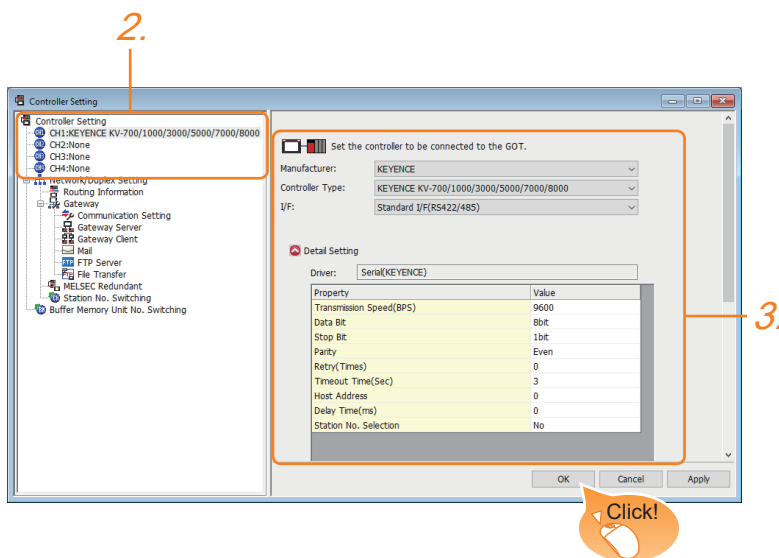 2.
Controller Setting
Controller Setting
CH1:KEYENCE KV-700/1000/3000/5000/7000/8000
CH2:None
CH3:None
CH4:None
Network/Duplex Setting
Routing Information
Gateway
Communication Setting
Gateway Server
Gateway Client
Mail
FTP Server
File Transfer
MELSEC Redundant
Station No. Switching
Buffer Memory Unit No. Switching
Set the controller to be connected to the GOT.
Manufacturer: KEYENCE
Controller Type: KEYENCE KV-700/1000/3000/5000/7000/8000
I/F: Standard I/F(RS422/485)
Detail Setting
Driver: Serial(KEYENCE)
Property Value
Transmission Speed(BPS) 9600
Data Bit 8bit
Stop Bit 1bit
Parity Even
Retry(Times) 0
Timeout Time(Sec) 3
Host Address 0
Delay Time(ms) 0
Station No. Selection No
3.
OK Cancel Apply
Click!